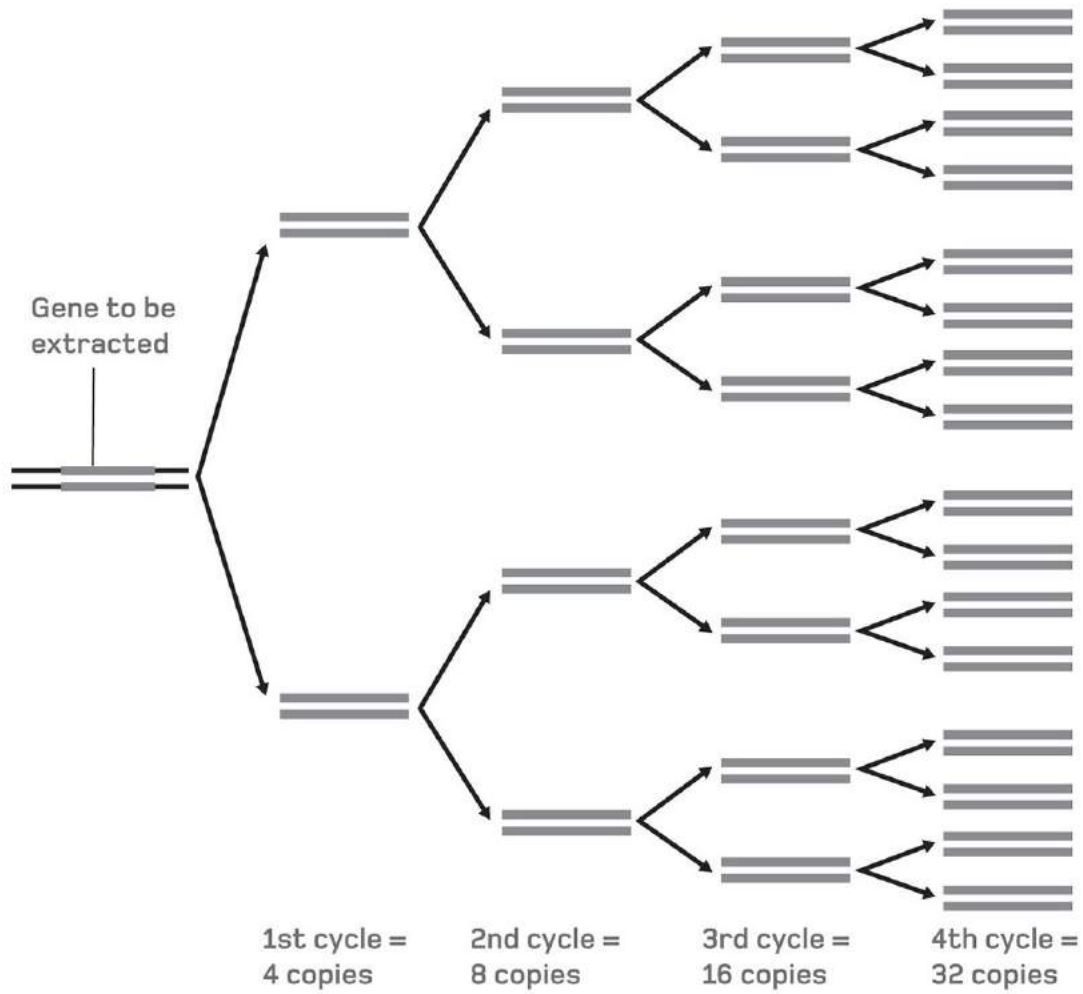 Gene to be
extracted
1st cycle =
4 copies
2nd cycle =
8 copies
3rd cycle =
16 copies
4th cycle =
32 copies